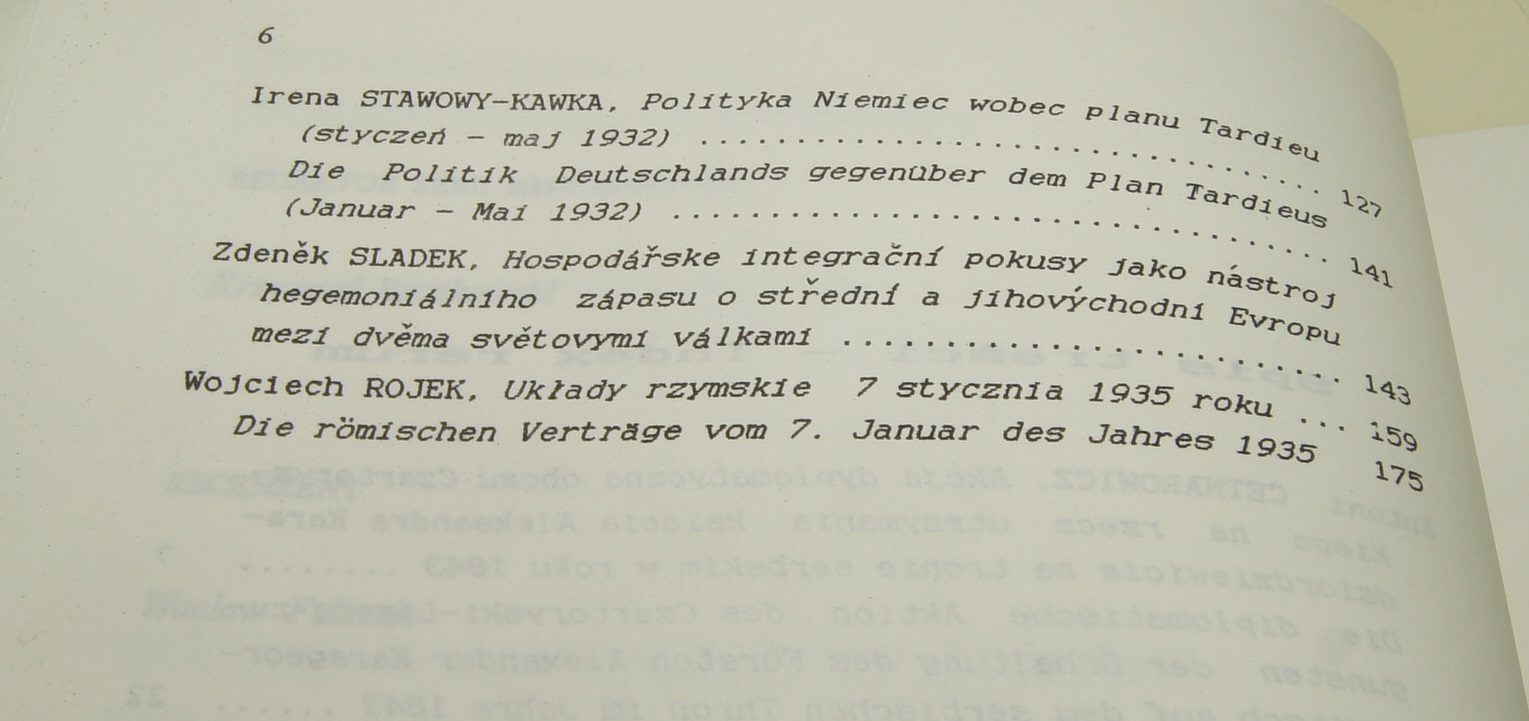 6
Irena STAWOWY-KAWKA, Polityka Niemiec wobec planu Tardieu
(styczeń - maj 1932) .................................. 127
Die Politik Deutschlands gegenüber dem Plan Tardieus
(Januar - Mai 1932) .................................... 141
Zdeněk SLADEK, Hospodářske integrační pokusy jako nástroj
hegemoniálního zápasu o střední a jihovýchodní Evropu
mezi dvěma světovymi válkami .......................... 143
Wojciech ROJEK, Układy rzymskie 7 stycznia 1935 roku ... 159
Die römischen Verträge vom 7. Januar des Jahres 1935 175